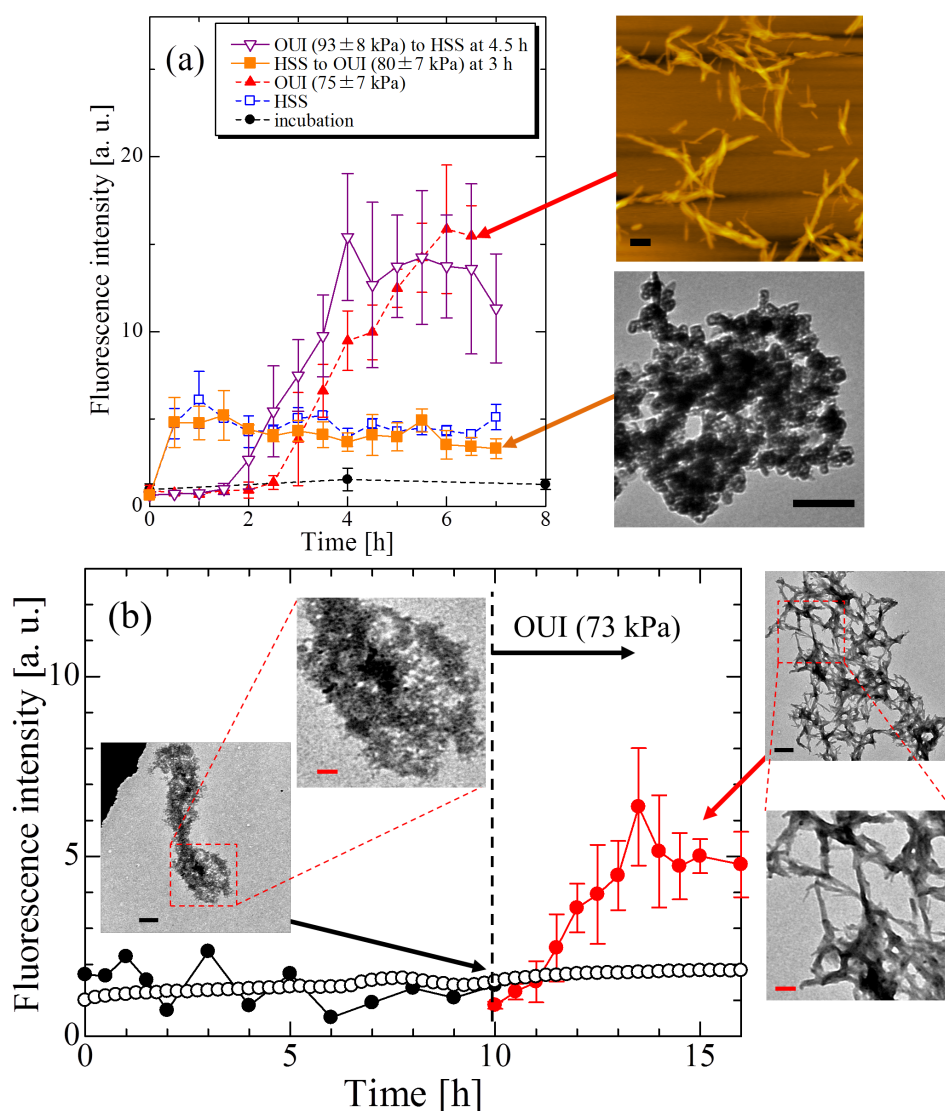 (a)
OUI (93±8 kPa) to HSS at 4.5 h
HSS to OUI (80±7 kPa) at 3 h
OUI (75±7 kPa)
HSS
incubation
Fluorescence intensity [a. u.]
20
10
0
0 2 4 6 8
Time [h]
(b)
OUI (73 kPa)
Fluorescence intensity [a. u.]
10
5
0
0 5 10 15
Time [h]